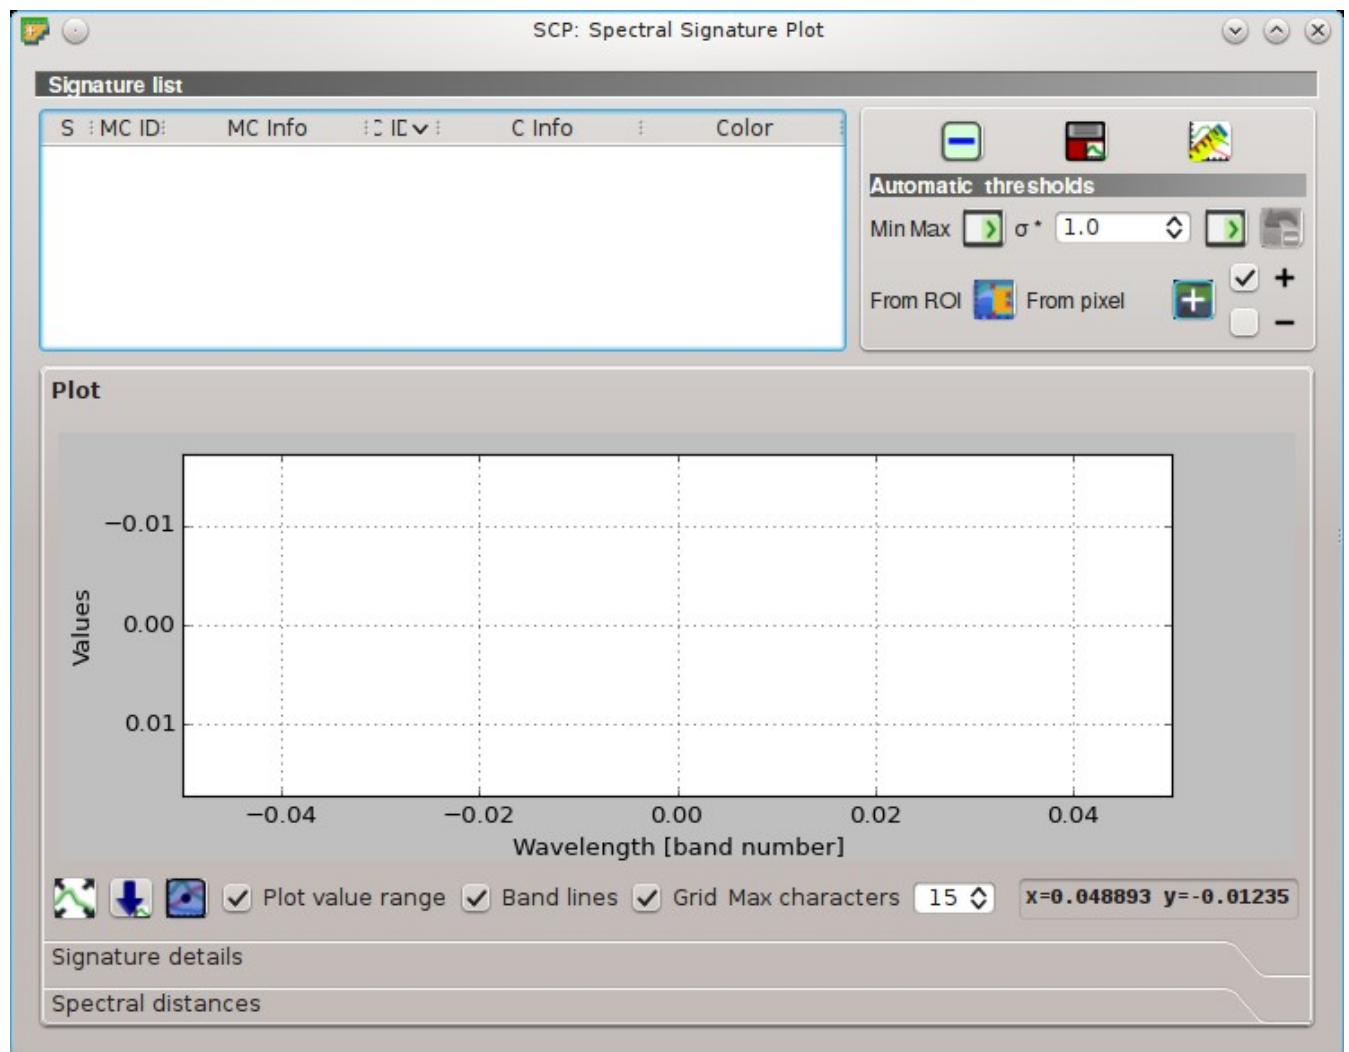 SCP: Spectral Signature Plot
Signature list
S MC ID MC Info C ID C Info Color
Automatic thresholds
Min Max σ * 1.0
From ROI From pixel + −
Plot
−0.01
0.00
0.01
Values
−0.04 −0.02 0.00 0.02 0.04
Wavelength [band number]
Plot value range Band lines Grid Max characters 15 x=0.048893 y=-0.01235
Signature details
Spectral distances